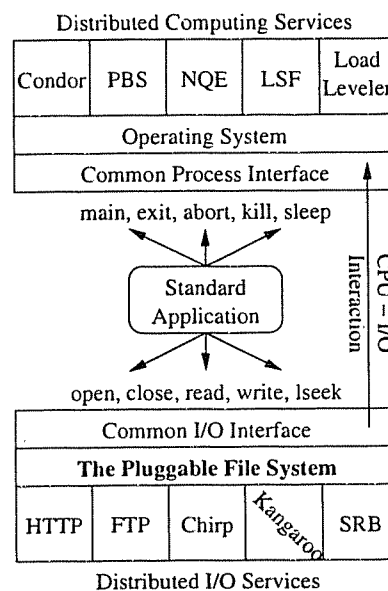 Distributed Computing Services
Condor PBS NQE LSF Load Leveler
Operating System
Common Process Interface
main, exit, abort, kill, sleep
Standard
Application
CPU – I/O
Interaction
open, close, read, write, lseek
Common I/O Interface
The Pluggable File System
HTTP FTP Chirp Kangaroo SRB
Distributed I/O Services